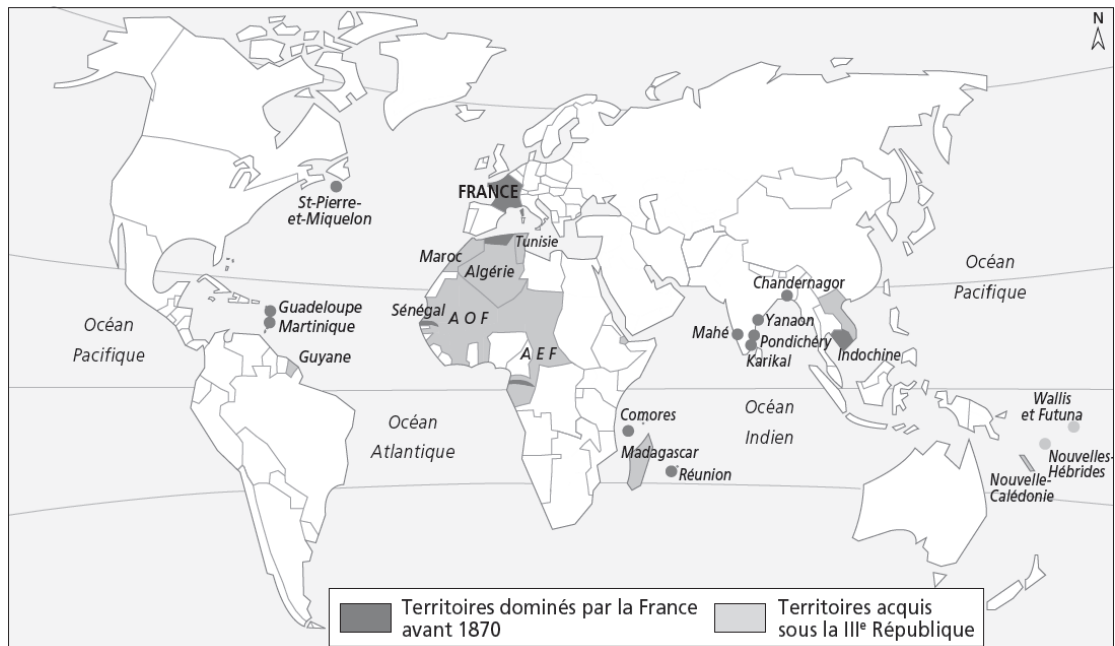 N
FRANCE
St-Pierre-
et-Miquelon
Maroc
Tunisie
Algérie
Océan
Pacifique
Chandernagor
Guadeloupe
Martinique
Sénégal
A O F
Yanaon
Mahé
Pondichéry
Karikal
Indochine
Océan
Pacifique
Guyane
A E F
Océan
Atlantique
Comores
Océan
Indien
Wallis
et Futuna
Madagascar
Réunion
Nouvelles-
Hébrides
Nouvelle-
Calédonie
Territoires dominés par la France
avant 1870
Territoires acquis
sous la IIIe République